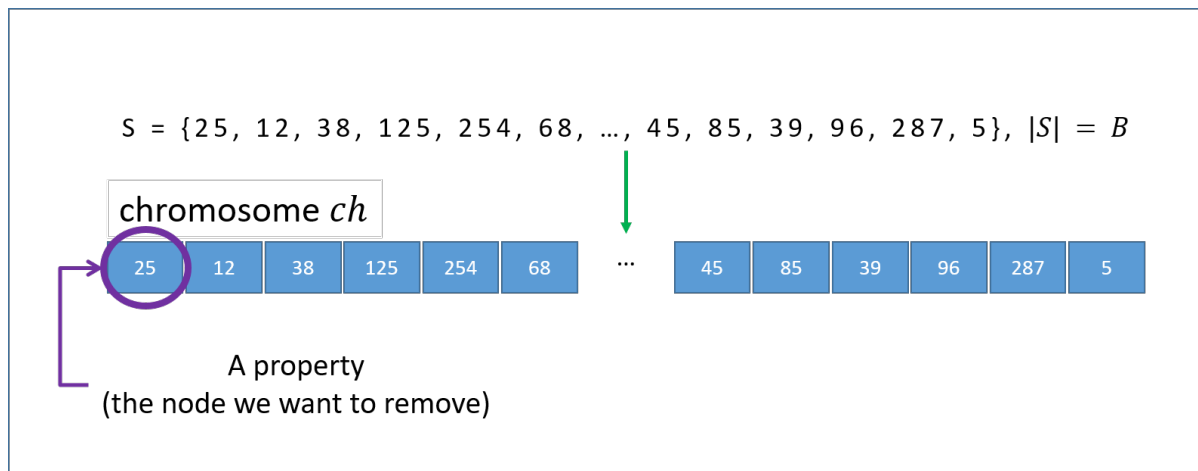 S = {25, 12, 38, 125, 254, 68, …, 45, 85, 39, 96, 287, 5}, |S| = B
chromosome ch
25 12 38 125 254 68 … 45 85 39 96 287 5
A property
(the node we want to remove)